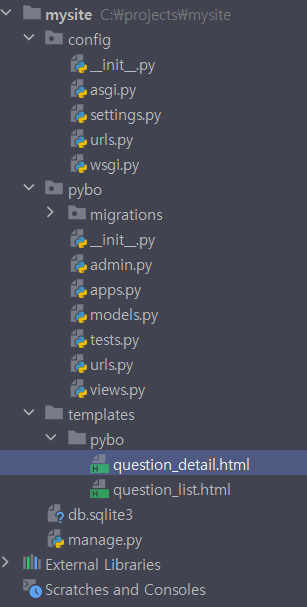 mysite C:₩projects₩mysite
config
__init__.py
asgi.py
settings.py
urls.py
wsgi.py
pybo
migrations
__init__.py
admin.py
apps.py
models.py
tests.py
urls.py
views.py
templates
pybo
question_detail.html
question_list.html
db.sqlite3
manage.py
External Libraries
Scratches and Consoles